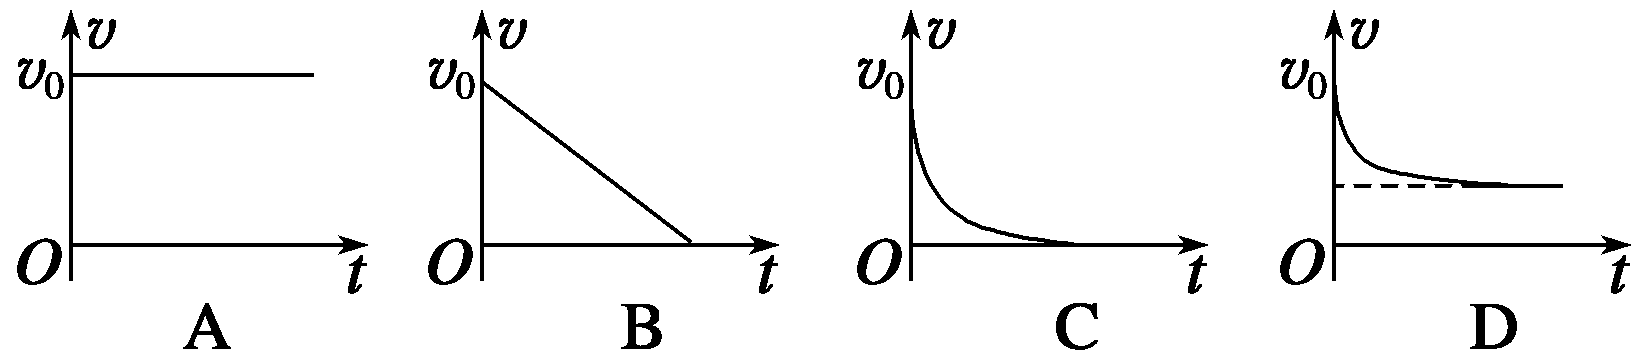 v v v v
v₀ v₀ v₀ v₀
O t O t O t O t
A B C D